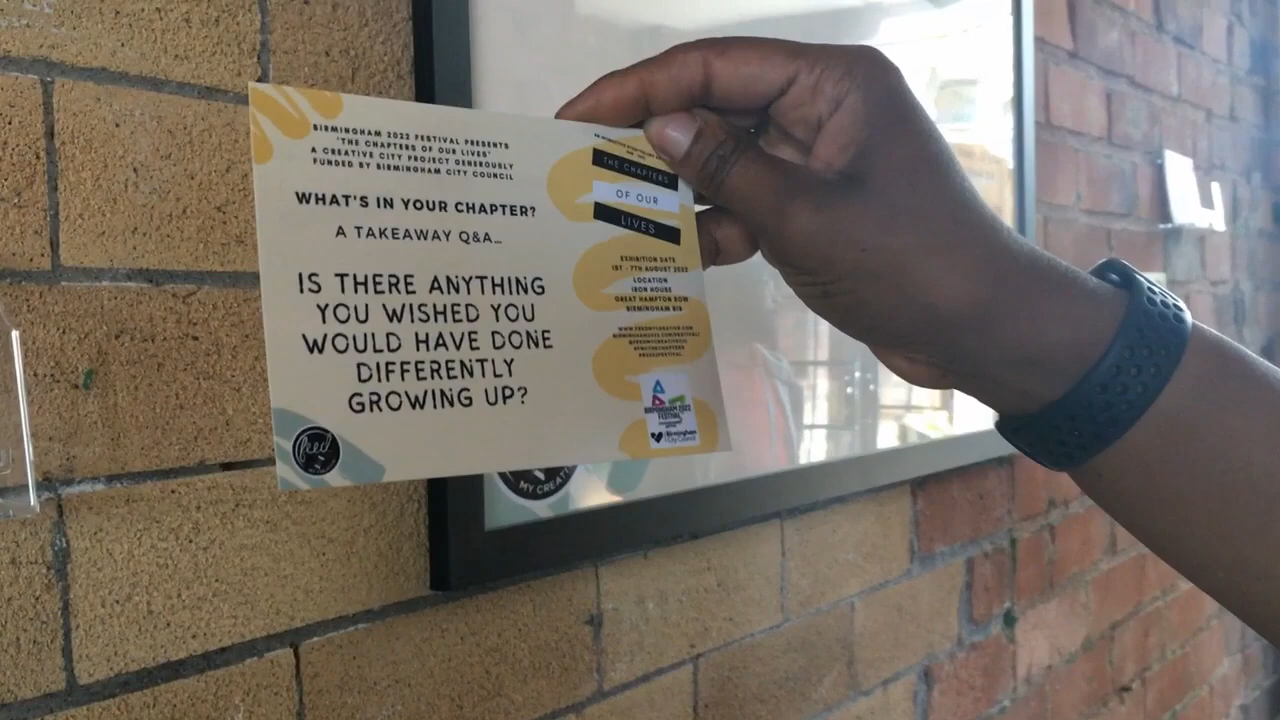 BIRMINGHAM 2022 FESTIVAL PRESENTS
'THE CHAPTERS OF OUR LIVES'
A CREATIVE CITY PROJECT GENEROUSLY
FUNDED BY BIRMINGHAM CITY COUNCIL
WHAT'S IN YOUR CHAPTER?
A TAKEAWAY Q&A...
IS THERE ANYTHING
YOU WISHED YOU
WOULD HAVE DONE
DIFFERENTLY
GROWING UP?
feed
THE CHAPTERS
OF OUR
LIVES
EXHIBITION DATE
1ST - 7TH AUGUST 2022
LOCATION
IRON HOUSE
GREAT HAMPTON ROW
BIRMINGHAM B19
BIRMINGHAM 2022
FESTIVAL
Birmingham
City Council
MY CREATI